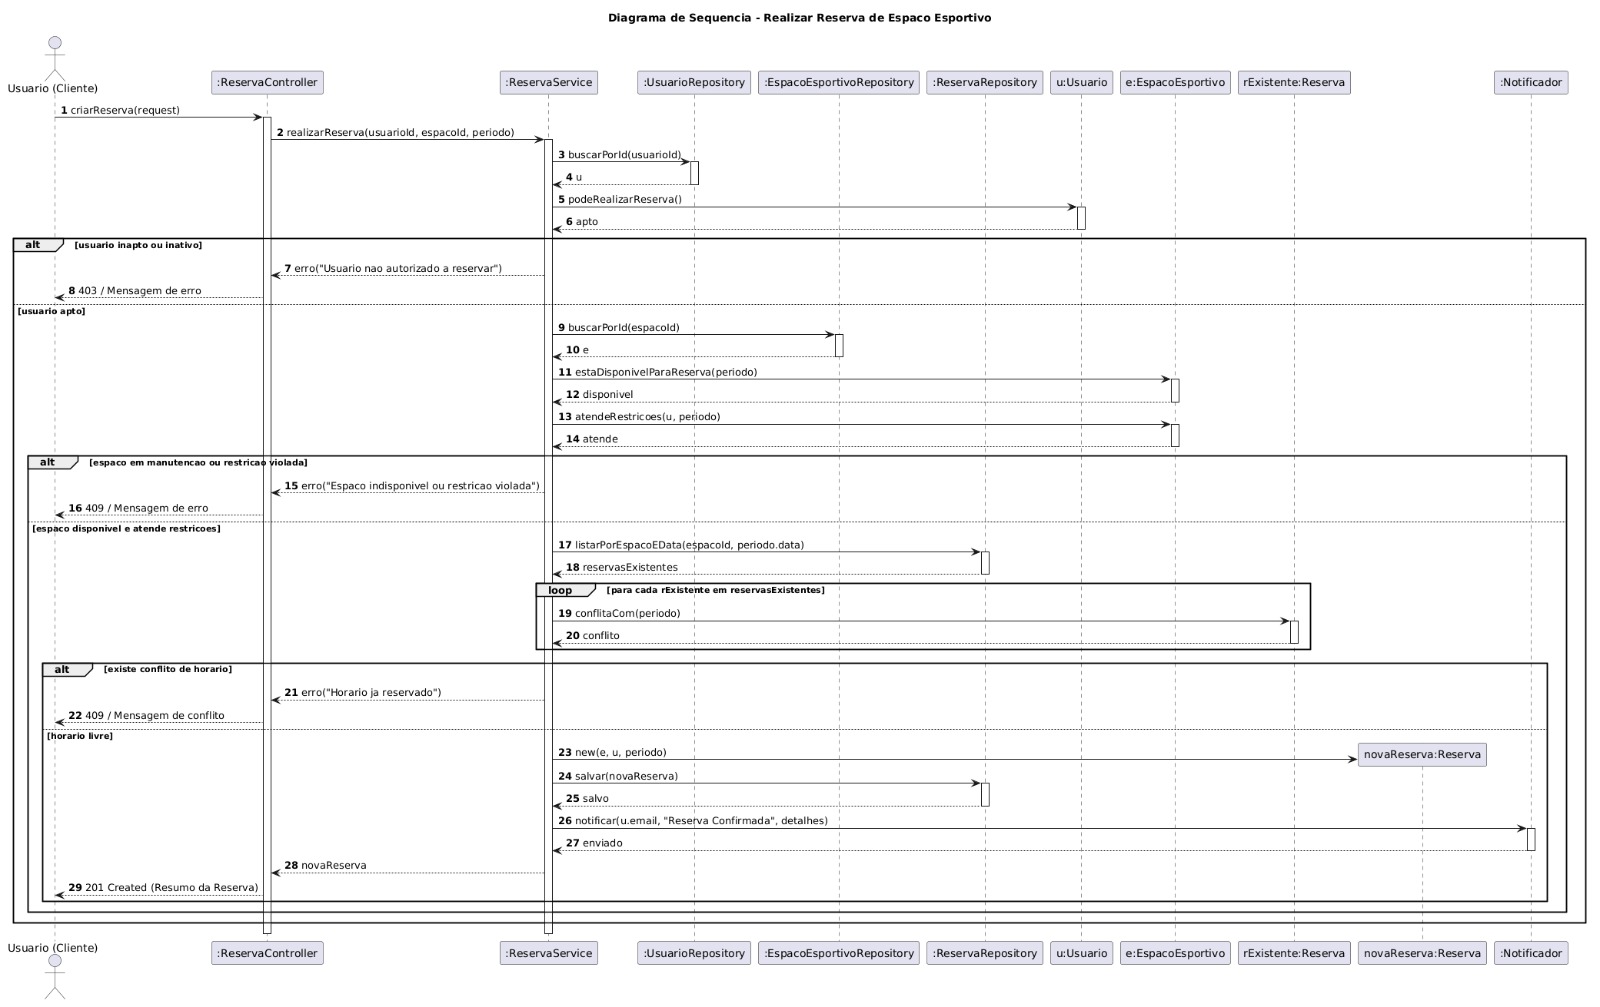 Diagrama de Sequencia - Realizar Reserva de Espaco Esportivo
Usuario (Cliente)
:ReservaController
:ReservaService
:UsuarioRepository
:EspacoEsportivoRepository
:ReservaRepository
u:Usuario
e:EspacoEsportivo
rExistente:Reserva
:Notificador
1 criarReserva(request)
2 realizarReserva(usuarioId, espacoId, periodo)
3 buscarPorId(usuarioId)
4 u
5 podeRealizarReserva()
6 apto
alt [usuario inapto ou inativo]
7 erro("Usuario nao autorizado a reservar")
8 403 / Mensagem de erro
[usuario apto]
9 buscarPorId(espacoId)
10 e
11 estaDisponivelParaReserva(periodo)
12 disponivel
13 atendeRestricoes(u, periodo)
14 atende
alt [espaco em manutencao ou restricao violada]
15 erro("Espaco indisponivel ou restricao violada")
16 409 / Mensagem de erro
[espaco disponivel e atende restricoes]
17 listarPorEspacoEData(espacoId, periodo.data)
18 reservasExistentes
loop [para cada rExistente em reservasExistentes]
19 conflitaCom(periodo)
20 conflito
alt [existe conflito de horario]
21 erro("Horario ja reservado")
22 409 / Mensagem de conflito
[horario livre]
23 new(e, u, periodo)
novaReserva:Reserva
24 salvar(novaReserva)
25 salvo
26 notificar(u.email, "Reserva Confirmada", detalhes)
27 enviado
28 novaReserva
29 201 Created (Resumo da Reserva)
Usuario (Cliente)
:ReservaController
:ReservaService
:UsuarioRepository
:EspacoEsportivoRepository
:ReservaRepository
u:Usuario
e:EspacoEsportivo
rExistente:Reserva
novaReserva:Reserva
:Notificador